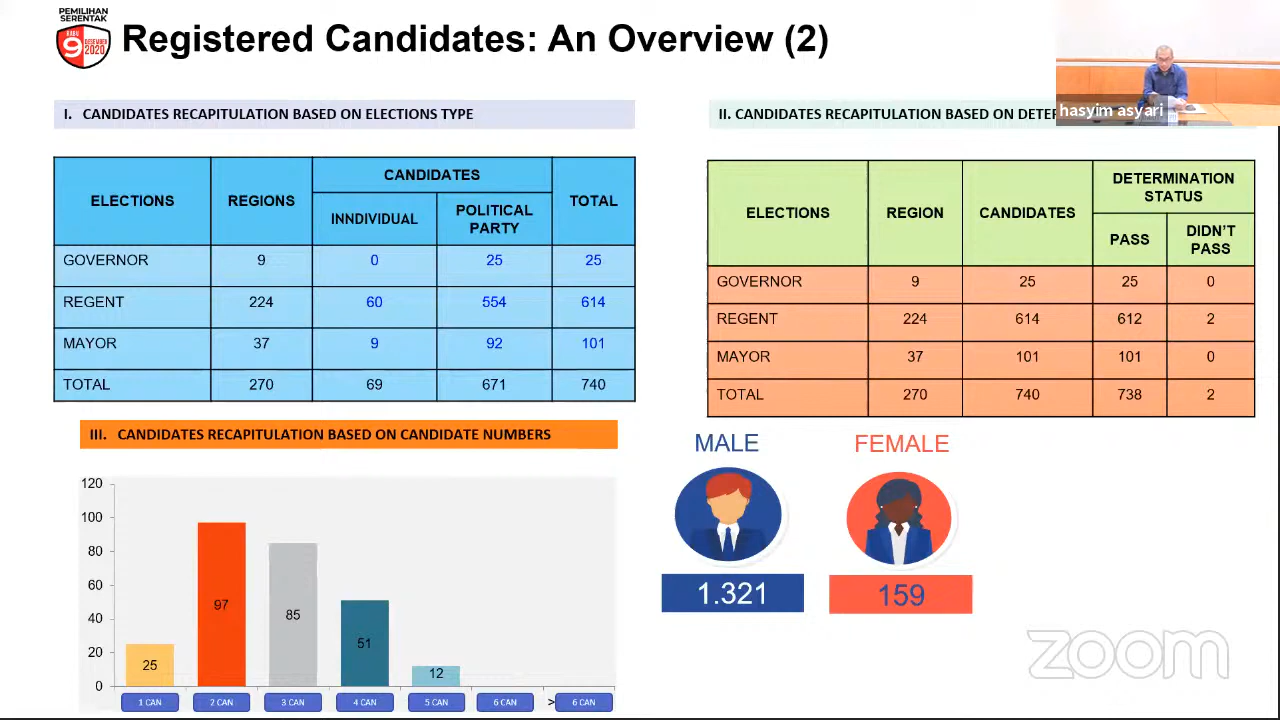 PEMILIHAN
SERENTAK
RABU
9
DESEMBER
2020
Registered Candidates: An Overview (2)
hasyim asyari
I. CANDIDATES RECAPITULATION BASED ON ELECTIONS TYPE
ELECTIONS REGIONS CANDIDATES TOTAL
INNDIVIDUAL POLITICAL PARTY
GOVERNOR 9 0 25 25
REGENT 224 60 554 614
MAYOR 37 9 92 101
TOTAL 270 69 671 740
II. CANDIDATES RECAPITULATION BASED ON
ELECTIONS REGION CANDIDATES DETERMINATION STATUS
PASS DIDN'T PASS
GOVERNOR 9 25 25 0
REGENT 224 614 612 2
MAYOR 37 101 101 0
TOTAL 270 740 738 2
III. CANDIDATES RECAPITULATION BASED ON CANDIDATE NUMBERS
120
100
80
60
40
20
0
25 97 85 51 12
1 CAN 2 CAN 3 CAN 4 CAN 5 CAN 6 CAN > 6 CAN
MALE FEMALE
1.321 159
zoom